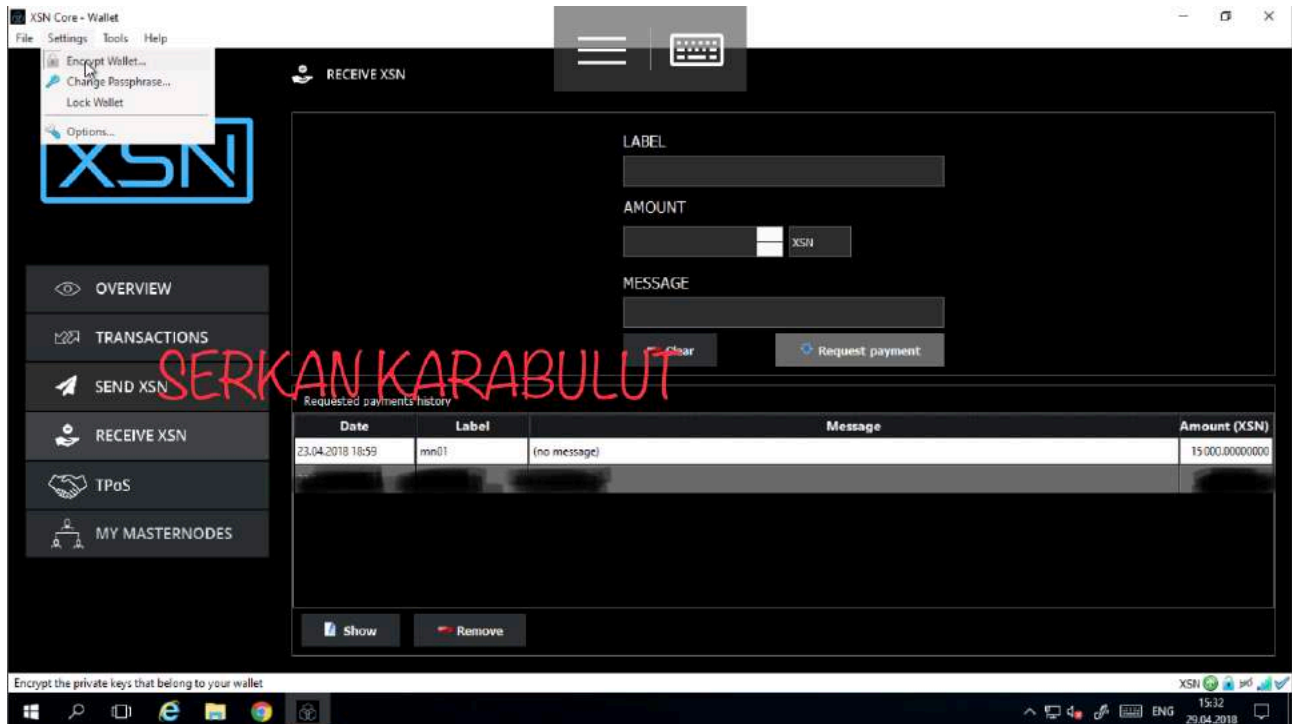 XSN Core - Wallet
File Settings Tools Help
Encrypt Wallet...
Change Passphrase...
Lock Wallet
Options...
XSN
RECEIVE XSN
LABEL
AMOUNT
XSN
MESSAGE
Clear
Request payment
OVERVIEW
TRANSACTIONS
SEND XSN
RECEIVE XSN
TPoS
MY MASTERNODES
SERKAN KARABULUT
Requested payments history
Date Label Message Amount (XSN)
23.04.2018 18:59 mn01 (no message) 15 000.00000000
Show Remove
Encrypt the private keys that belong to your wallet
XSN
ENG
15:32
29.04.2018